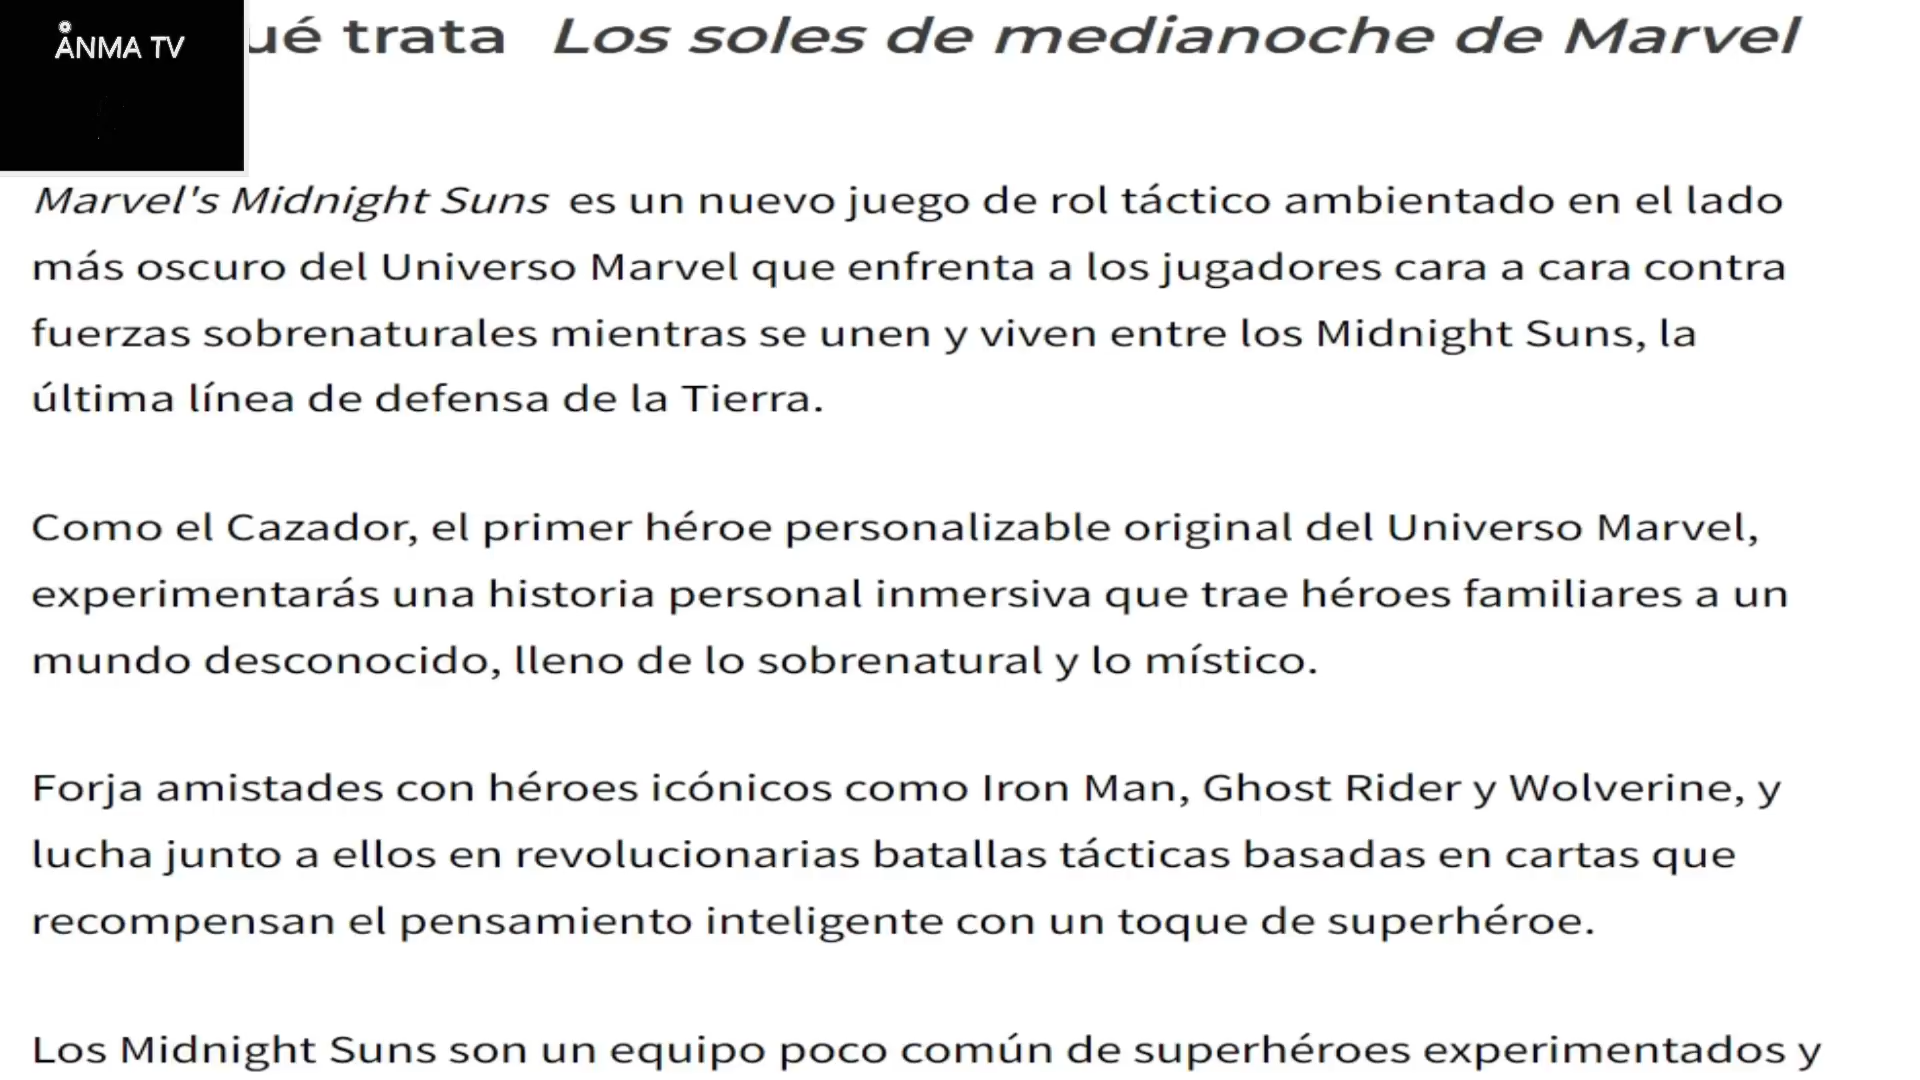 ÅNMA TV
ué trata Los soles de medianoche de Marvel
Marvel's Midnight Suns es un nuevo juego de rol táctico ambientado en el lado
más oscuro del Universo Marvel que enfrenta a los jugadores cara a cara contra
fuerzas sobrenaturales mientras se unen y viven entre los Midnight Suns, la
última línea de defensa de la Tierra.
Como el Cazador, el primer héroe personalizable original del Universo Marvel,
experimentarás una historia personal inmersiva que trae héroes familiares a un
mundo desconocido, lleno de lo sobrenatural y lo místico.
Forja amistades con héroes icónicos como Iron Man, Ghost Rider y Wolverine, y
lucha junto a ellos en revolucionarias batallas tácticas basadas en cartas que
recompensan el pensamiento inteligente con un toque de superhéroe.
Los Midnight Suns son un equipo poco común de superhéroes experimentados y